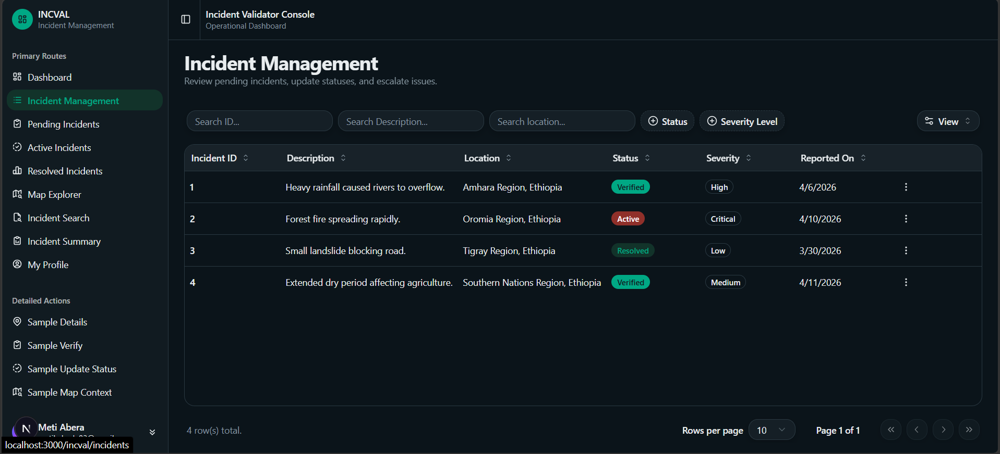 INCVAL
Incident Management
Primary Routes
Dashboard
Incident Management
Pending Incidents
Active Incidents
Resolved Incidents
Map Explorer
Incident Search
Incident Summary
My Profile
Detailed Actions
Sample Details
Sample Verify
Sample Update Status
Sample Map Context
N
Meti Abera
localhost:3000/incval/incidents
Incident Validator Console
Operational Dashboard
Incident Management
Review pending incidents, update statuses, and escalate issues.
Search ID... Search Description... Search location... Status Severity Level View
Incident ID Description Location Status Severity Reported On
1 Heavy rainfall caused rivers to overflow. Amhara Region, Ethiopia Verified High 4/6/2026
2 Forest fire spreading rapidly. Oromia Region, Ethiopia Active Critical 4/10/2026
3 Small landslide blocking road. Tigray Region, Ethiopia Resolved Low 3/30/2026
4 Extended dry period affecting agriculture. Southern Nations Region, Ethiopia Verified Medium 4/11/2026
4 row(s) total. Rows per page 10 Page 1 of 1